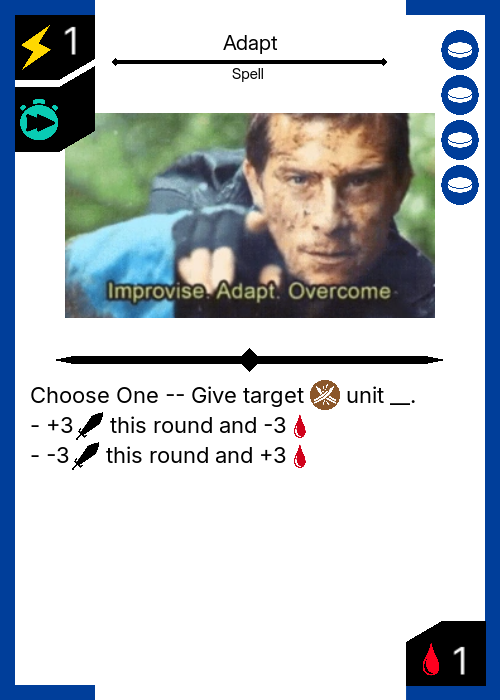 1
Adapt
Spell
Improvise. Adapt. Overcome
Choose One -- Give target unit __.
- +3 this round and -3
- -3 this round and +3
1